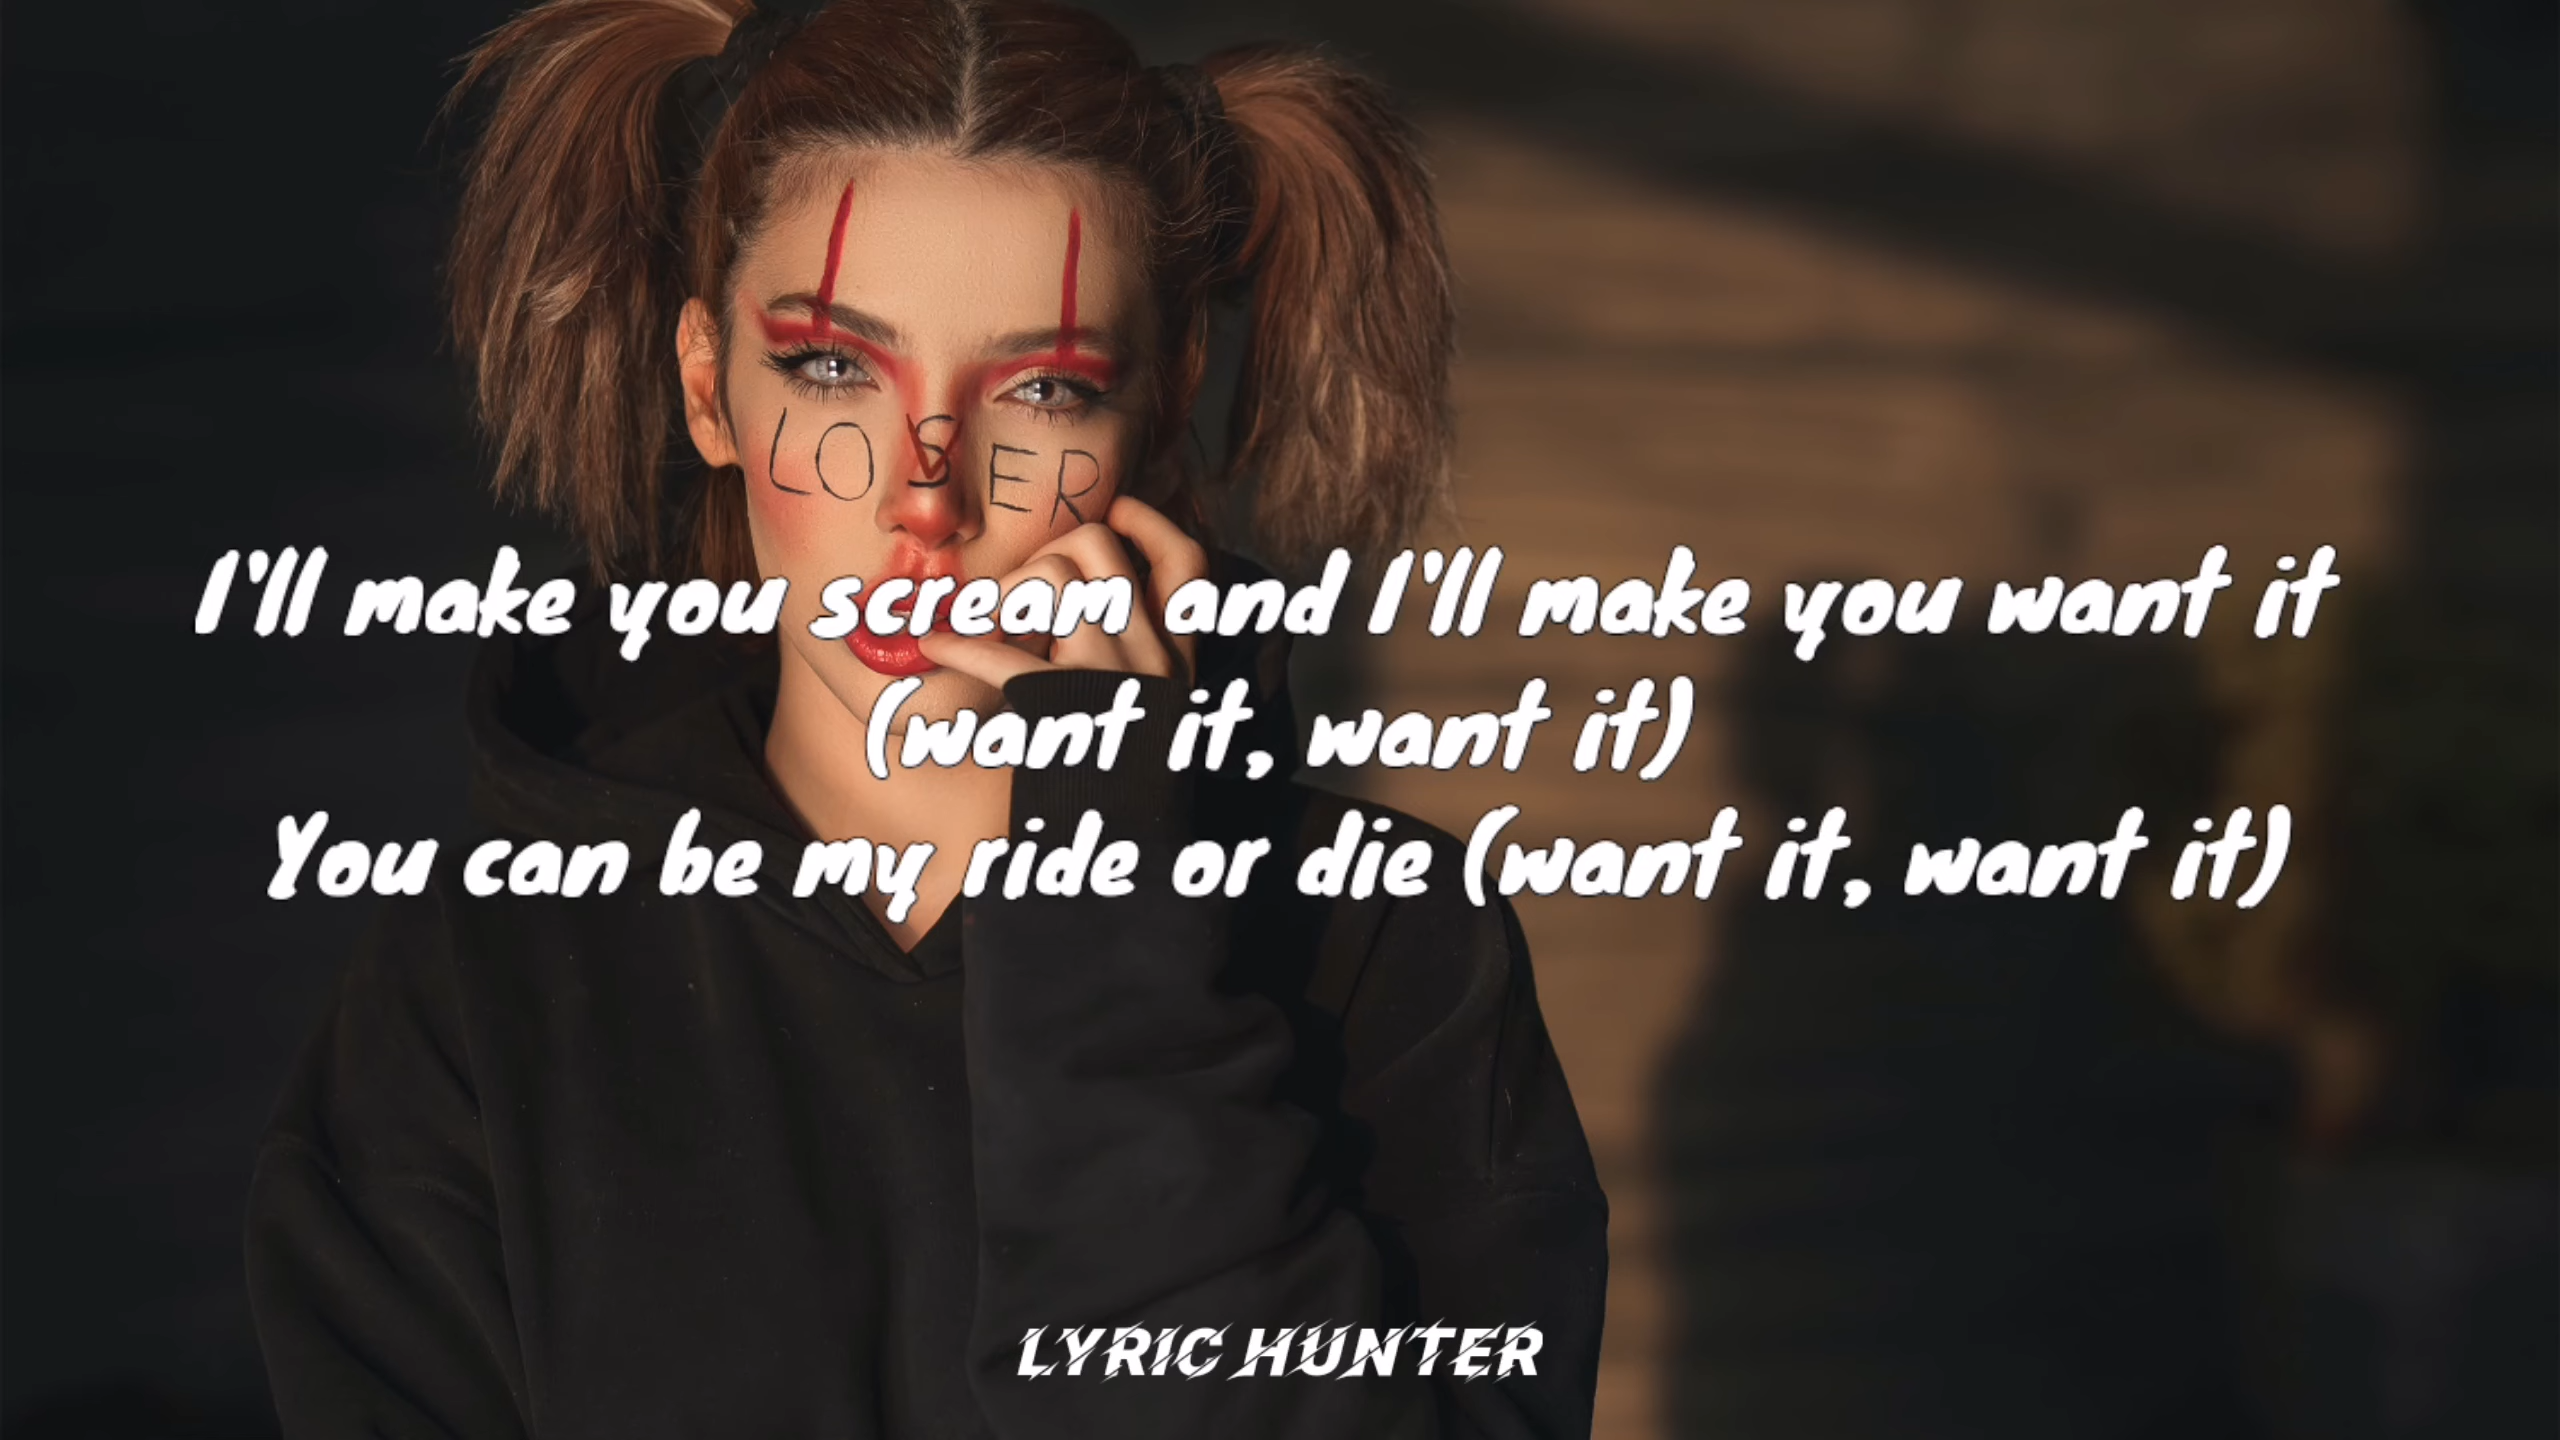 LOSER
I'll make you scream and I'll make you want it
(want it, want it)
You can be my ride or die (want it, want it)
LYRIC HUNTER